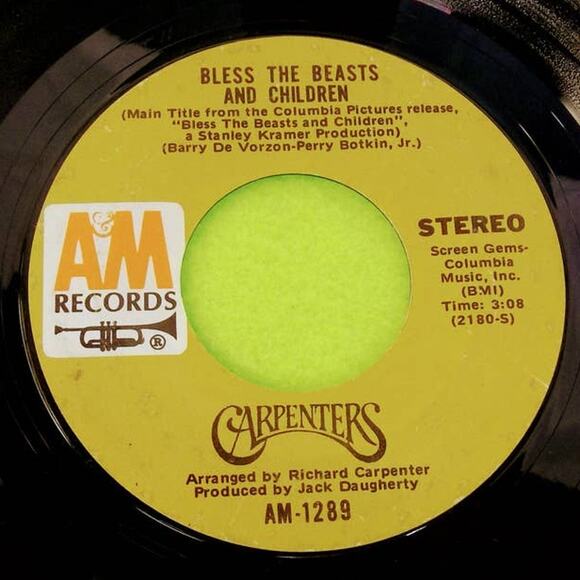 BLESS THE BEASTS
AND CHILDREN
(Main Title from the Columbia Pictures release,
"Bless The Beasts and Children",
a Stanley Kramer Production)
(Barry De Vorzon-Perry Botkin, Jr.)
A&M
RECORDS
®
STEREO
Screen Gems-
Columbia
Music, Inc.
(BMI)
Time: 3:08
(2180-S)
CARPENTERS
Arranged by Richard Carpenter
Produced by Jack Daugherty
AM-1289